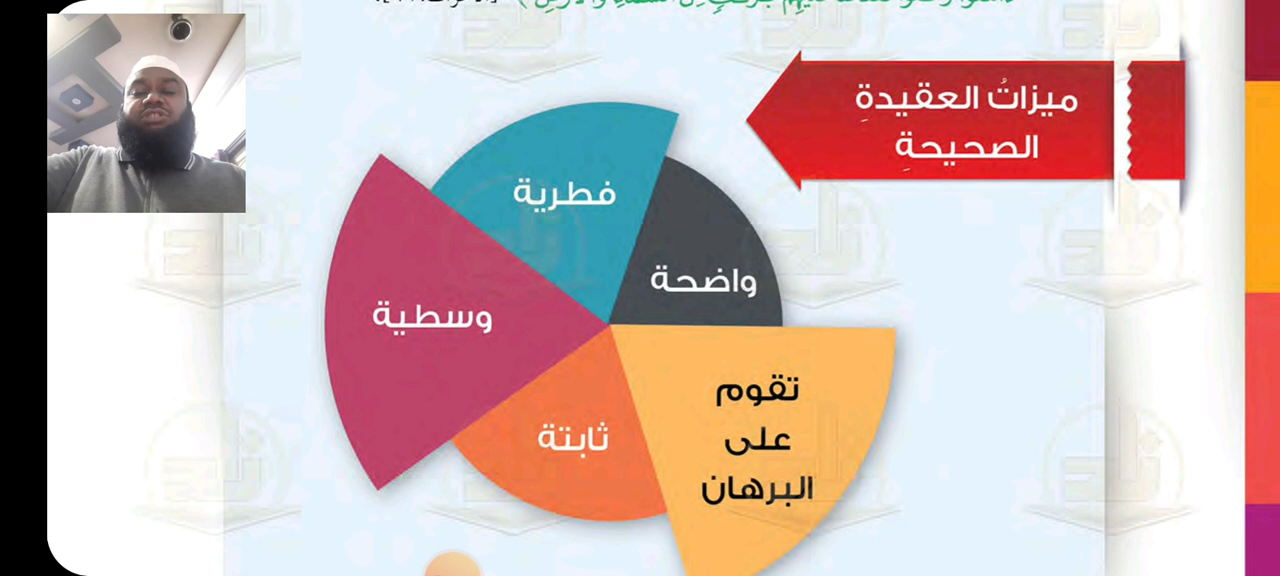 ميزاتُ العقيدةِ
الصحيحةِ
واضحة
فطرية
وسطية
ثابتة
تقوم
على
البرهان